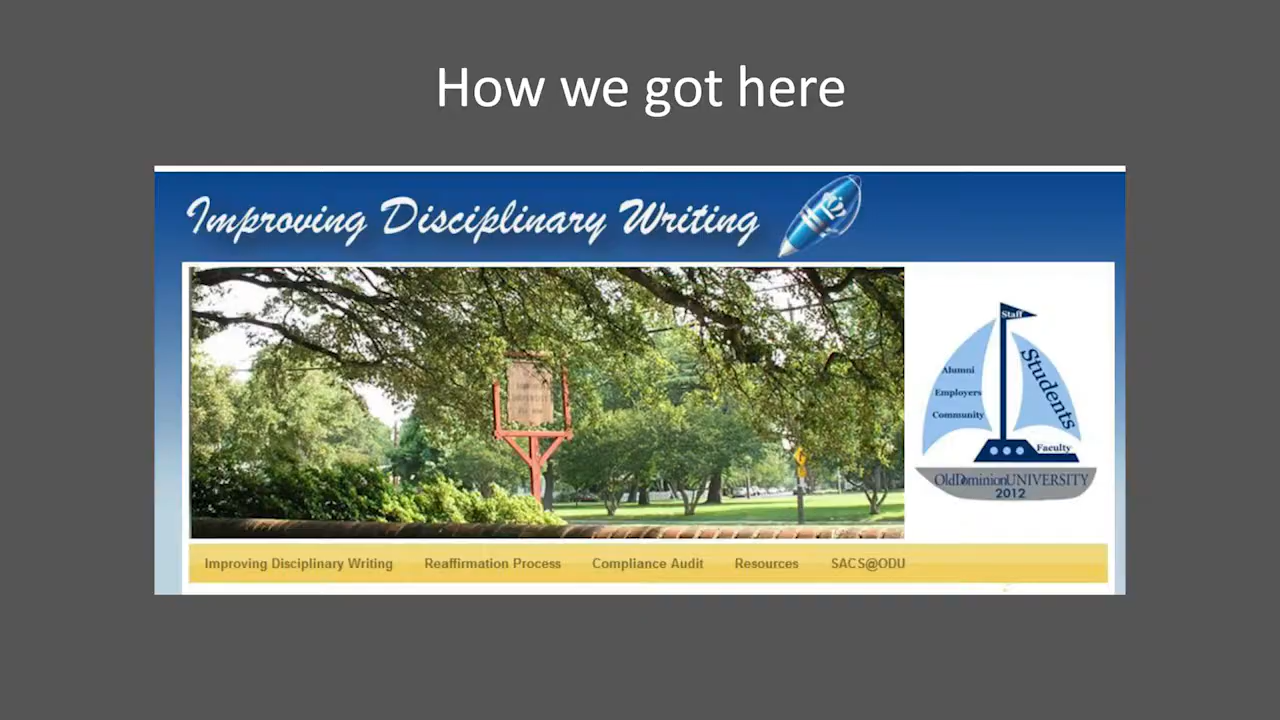 How we got here
Improving Disciplinary Writing
Staff
Alumni
Employers
Community
Students
Faculty
OldDominionUNIVERSITY
2012
Improving Disciplinary Writing Reaffirmation Process Compliance Audit Resources SACS@ODU